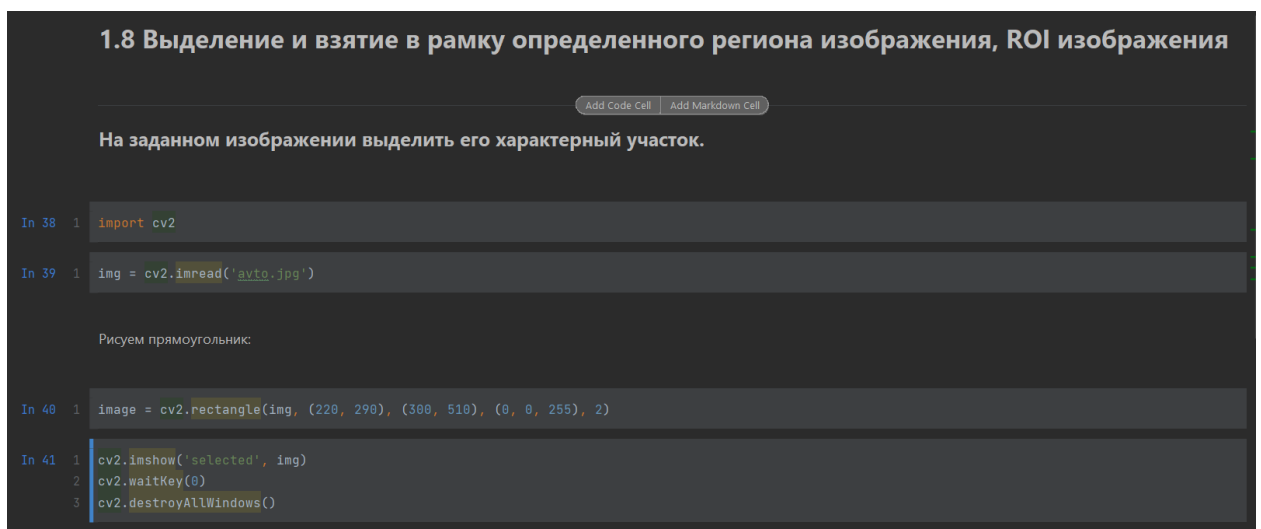 1.8 Выделение и взятие в рамку определенного региона изображения, ROI изображения
Add Code Cell Add Markdown Cell
На заданном изображении выделить его характерный участок.
In 38 1 import cv2
In 39 1 img = cv2.imread('avto.jpg')
Рисуем прямоугольник:
In 40 1 image = cv2.rectangle(img, (220, 290), (300, 510), (0, 0, 255), 2)
In 41 1 cv2.imshow('selected', img)
2 cv2.waitKey(0)
3 cv2.destroyAllWindows()